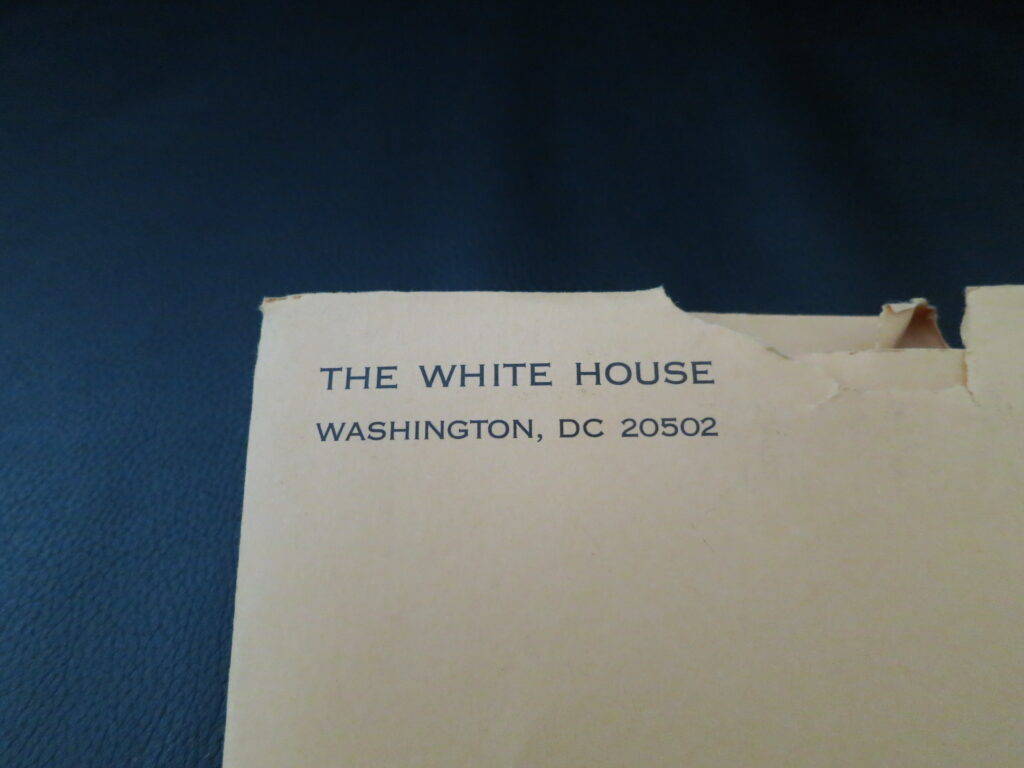 THE WHITE HOUSE
WASHINGTON, DC 20502